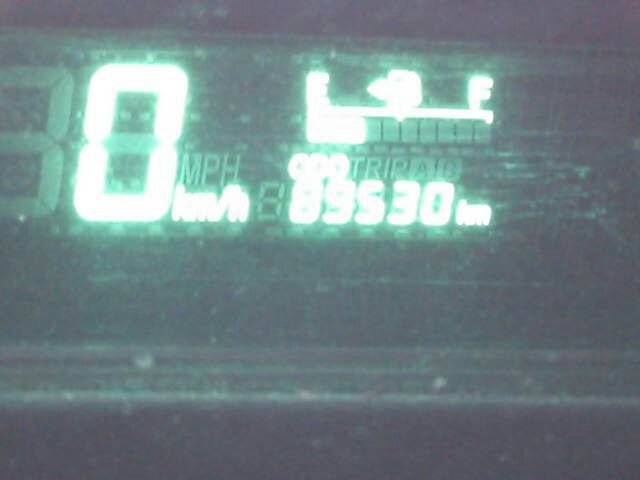 E F
0 MPH
ODO TRIP A B
km/h 89530 km